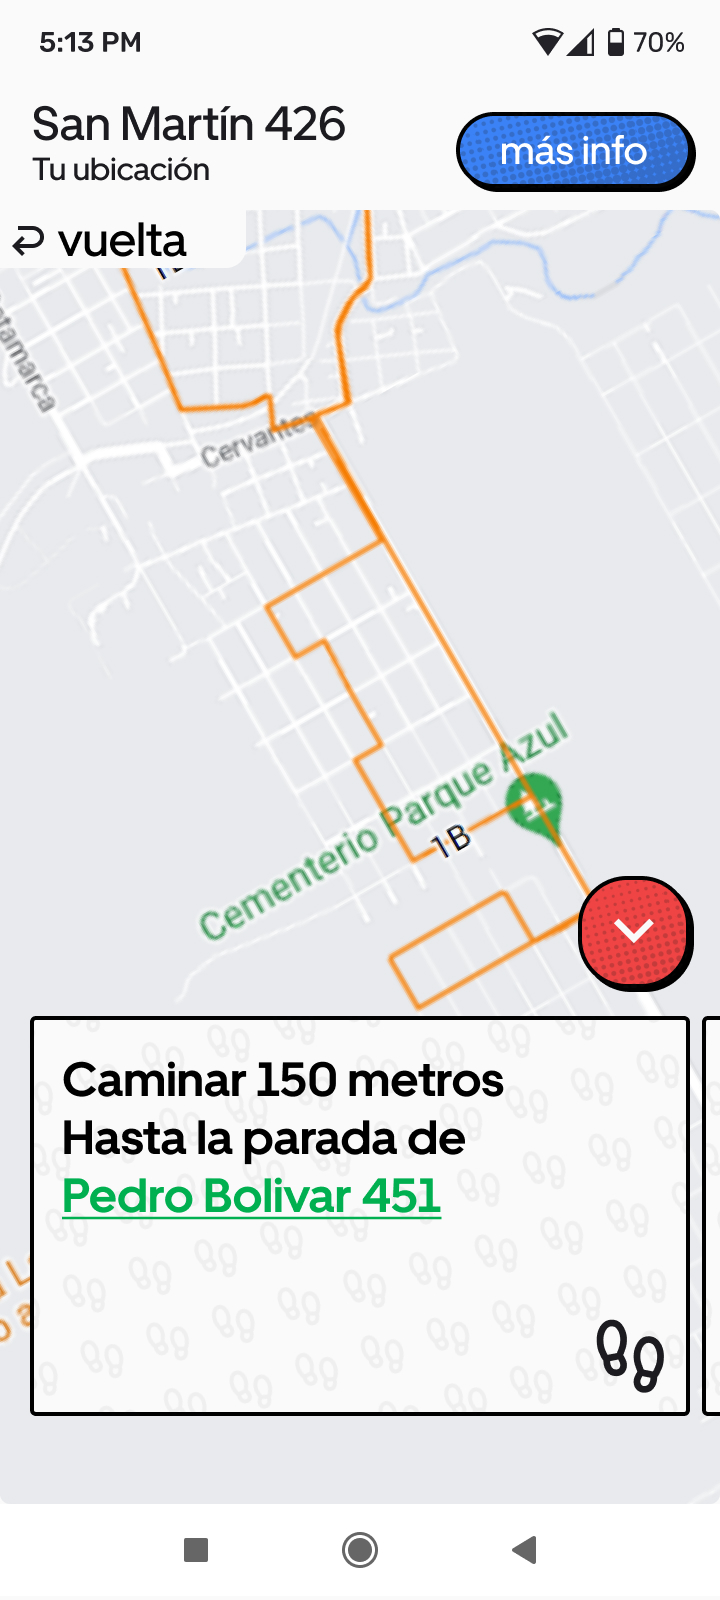 5:13 PM
70%
San Martín 426
Tu ubicación
más info
vuelta
Cervantes
Cementerio Parque Azul
1B
Caminar 150 metros
Hasta la parada de
Pedro Bolivar 451